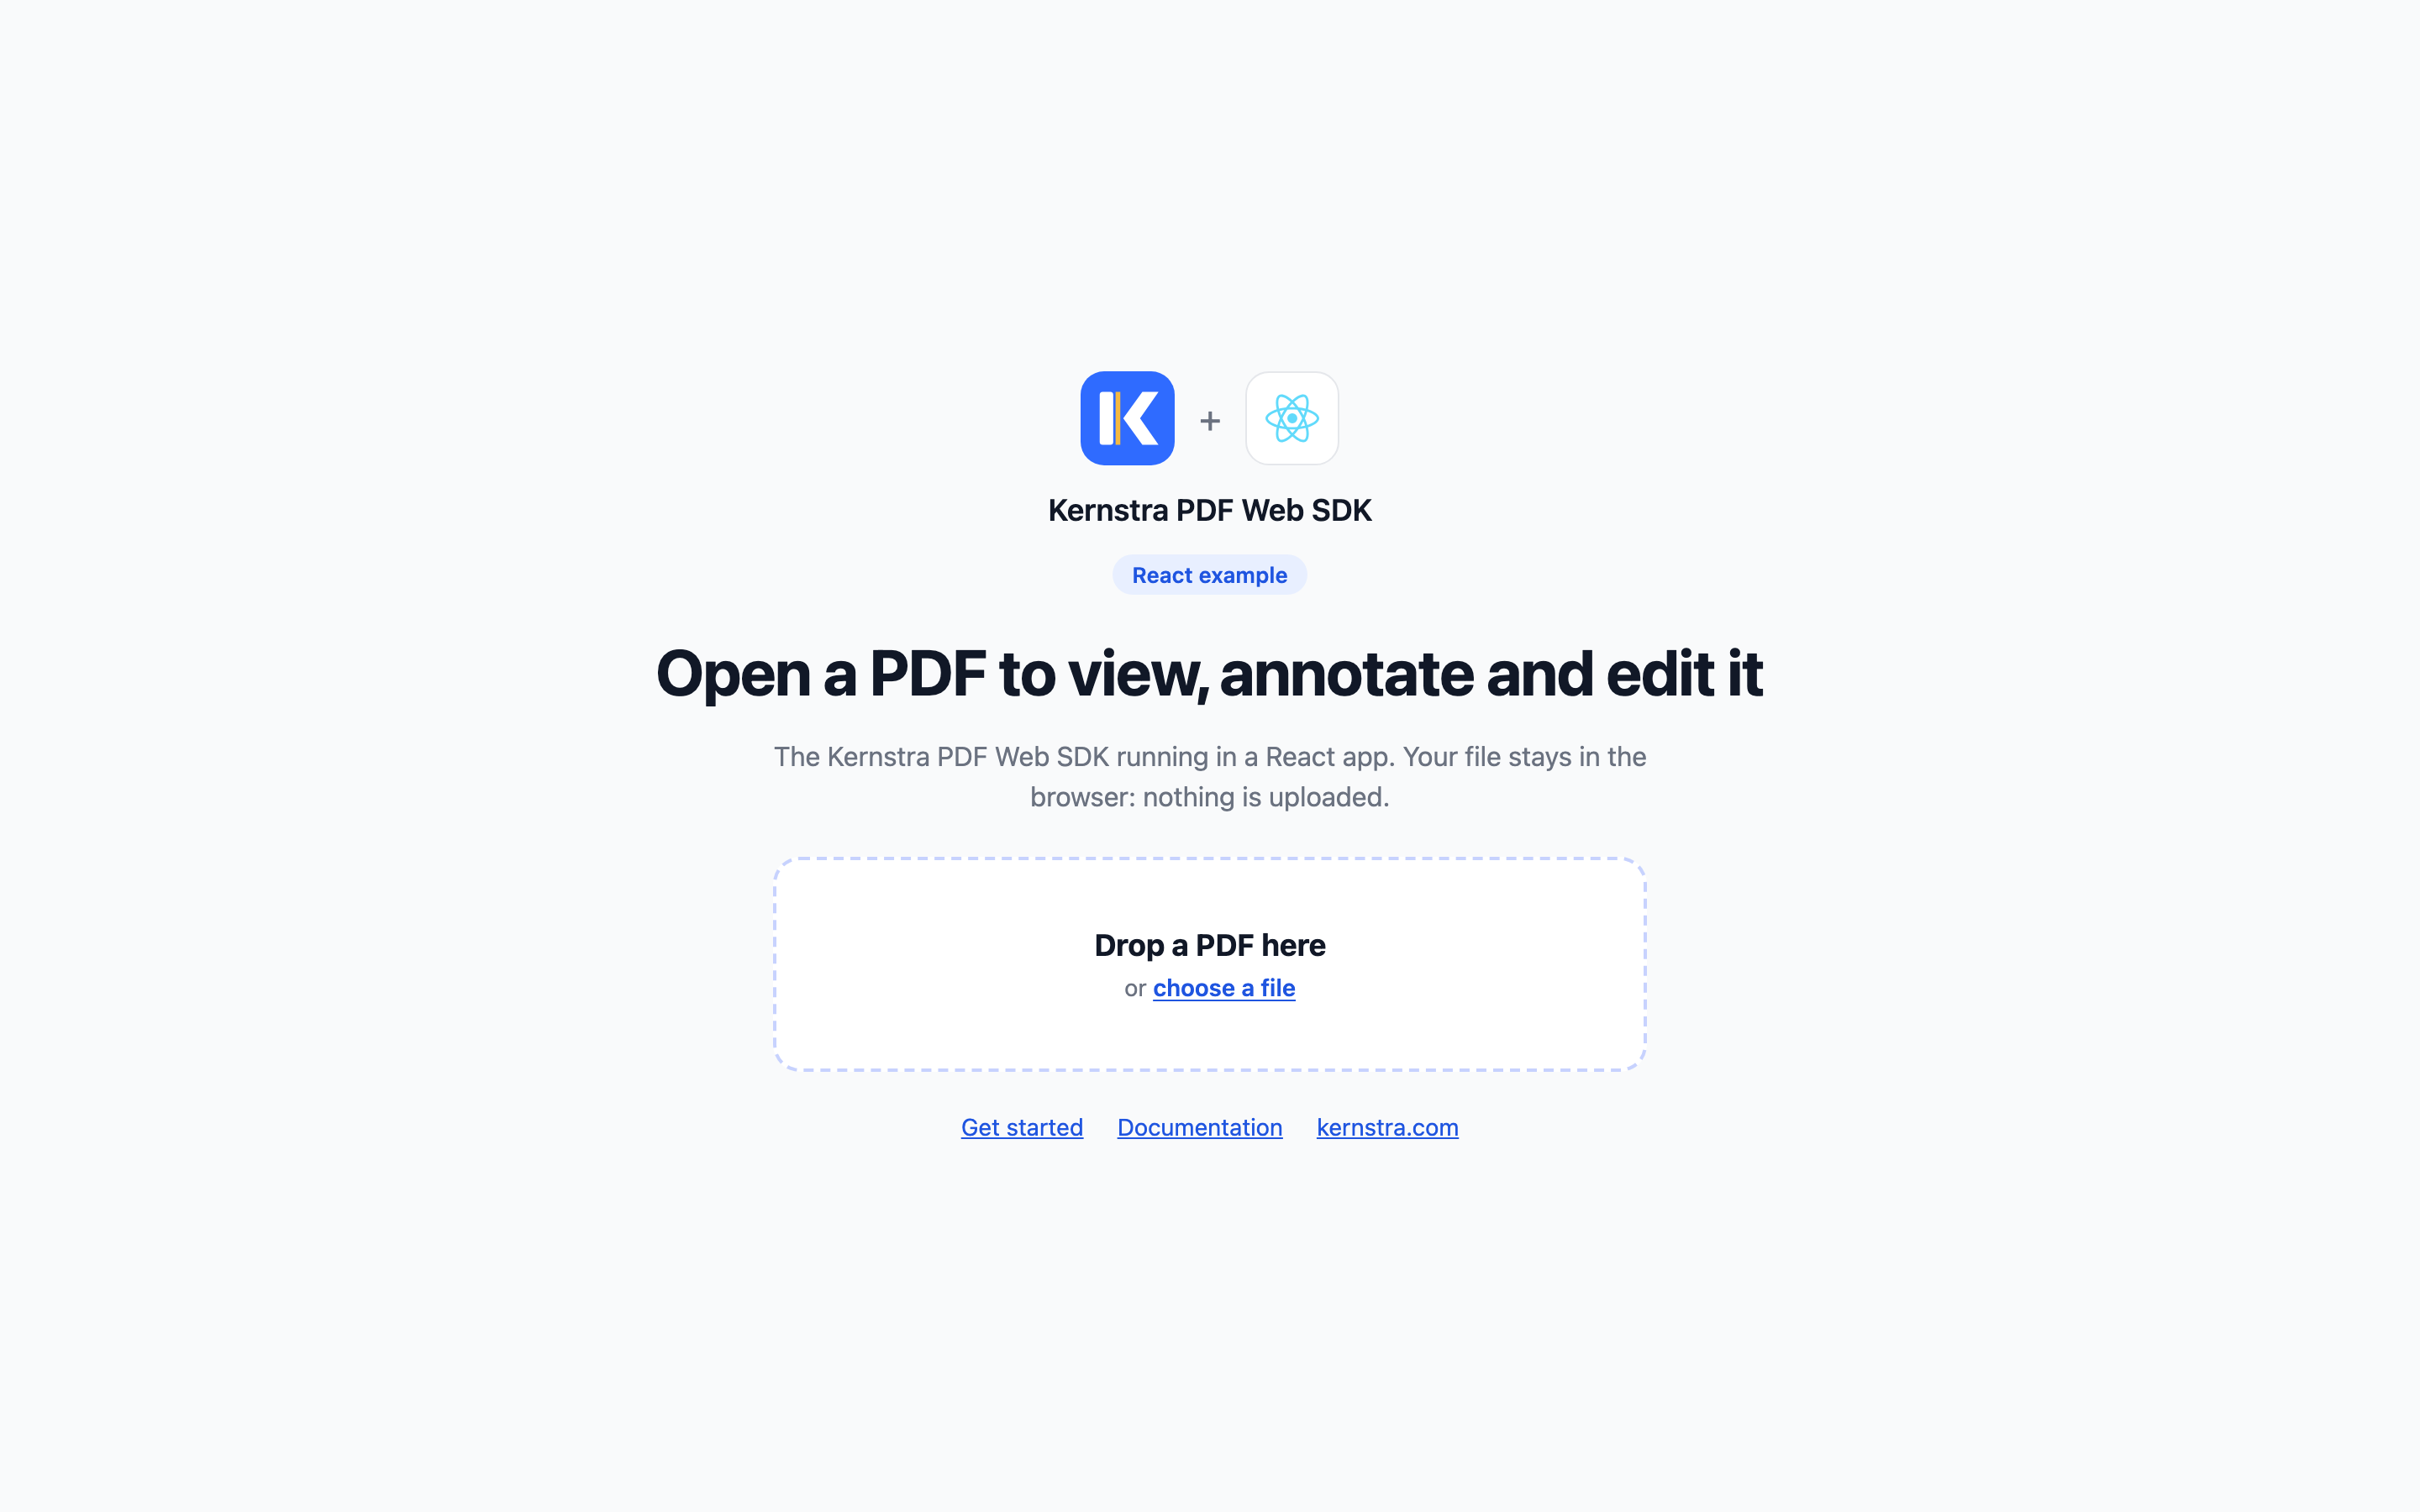 K +
Kernstra PDF Web SDK
React example
Open a PDF to view, annotate and edit it
The Kernstra PDF Web SDK running in a React app. Your file stays in the
browser: nothing is uploaded.
Drop a PDF here
or choose a file
Get started Documentation kernstra.com